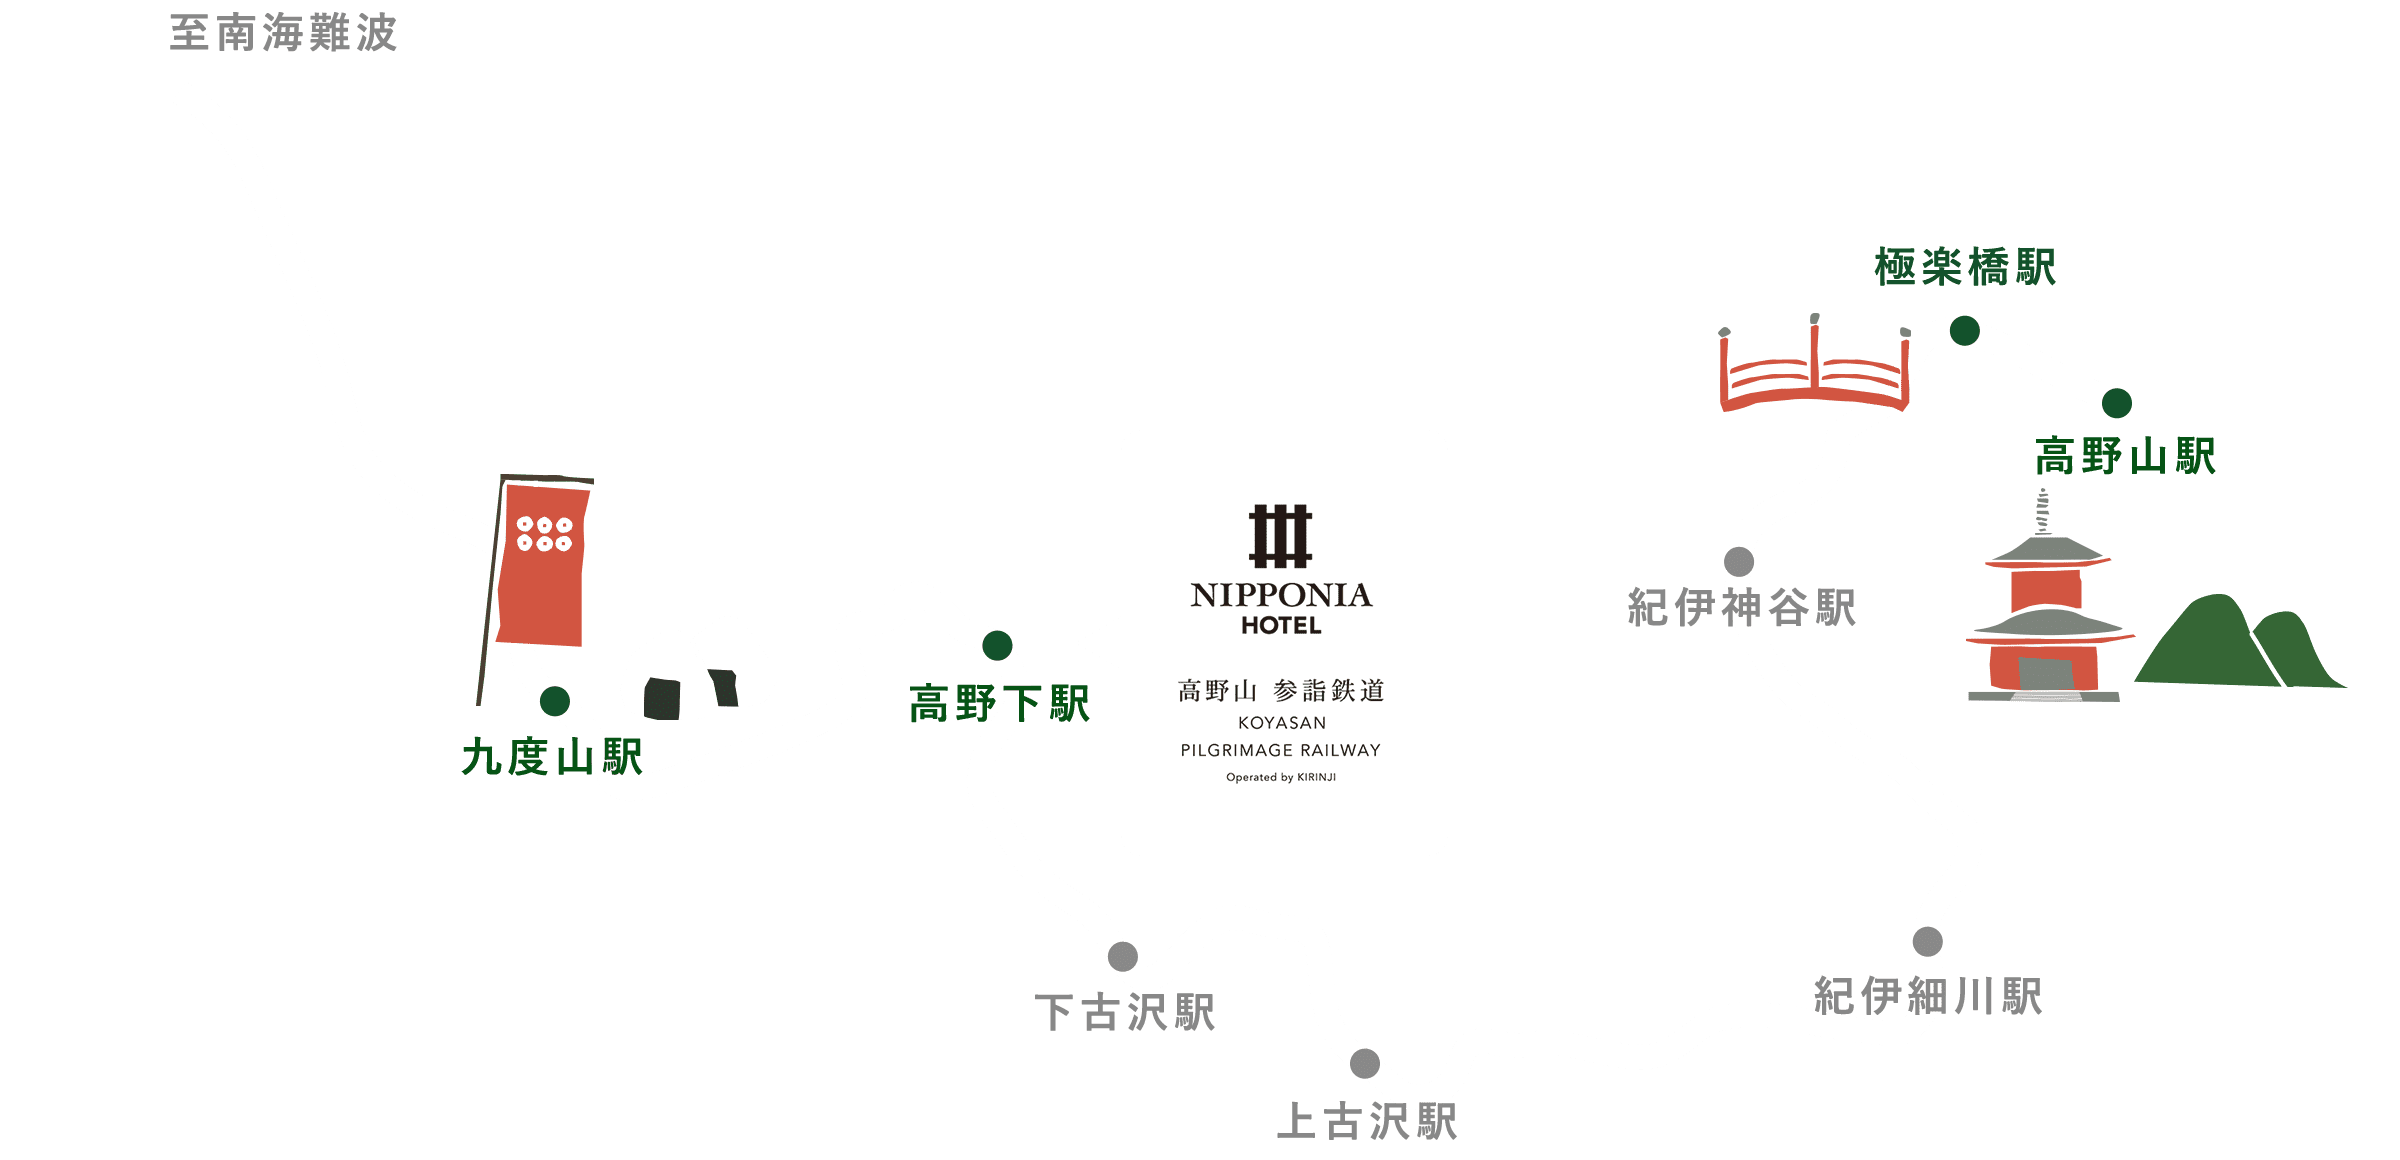 至南海難波
極楽橋駅
高野山駅
NIPPONIA
HOTEL
紀伊神谷駅
高野山 参詣鉄道
KOYASAN
PILGRIMAGE RAILWAY
Operated by KIRINJI
高野下駅
九度山駅
下古沢駅
紀伊細川駅
上古沢駅